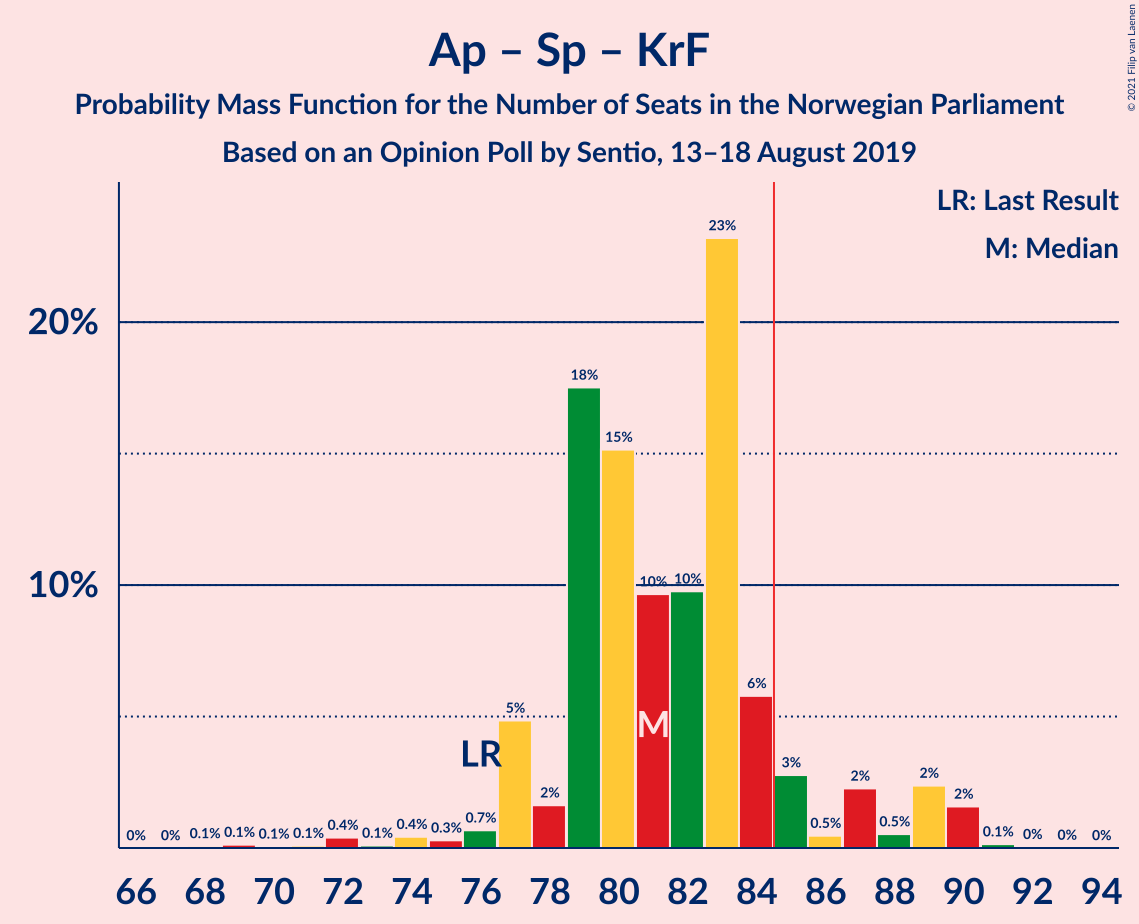 Ap – Sp – KrF
Probability Mass Function for the Number of Seats in the Norwegian Parliament
Based on an Opinion Poll by Sentio, 13–18 August 2019
© 2021 Filip van Laenen
LR: Last Result
M: Median
20%
10%
0% 0% 0.1% 0.1% 0.1% 0.1% 0.4% 0.1% 0.4% 0.3% 0.7% 5% 2% 18% 15% 10% 10% 23% 6% 3% 0.5% 2% 0.5% 2% 2% 0.1% 0% 0% 0%
LR
M
66 68 70 72 74 76 78 80 82 84 86 88 90 92 94